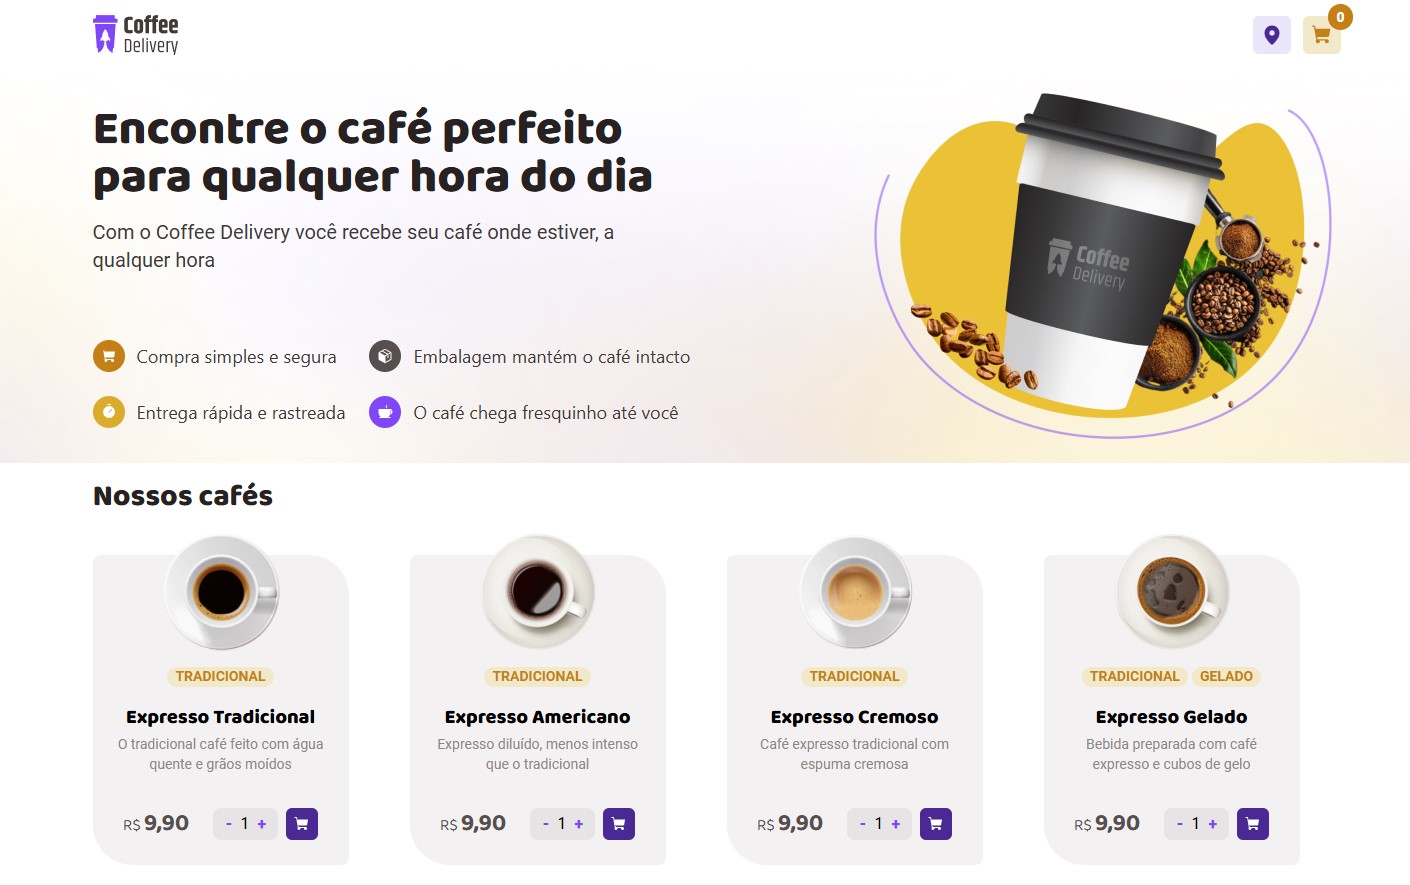 Coffee
Delivery
0
Encontre o café perfeito
para qualquer hora do dia
Com o Coffee Delivery você recebe seu café onde estiver, a
qualquer hora
Coffee
Delivery
Compra simples e segura
Embalagem mantém o café intacto
Entrega rápida e rastreada
O café chega fresquinho até você
Nossos cafés
TRADICIONAL
Expresso Tradicional
O tradicional café feito com água
quente e grãos moídos
R$ 9,90 - 1 +
TRADICIONAL
Expresso Americano
Expresso diluído, menos intenso
que o tradicional
R$ 9,90 - 1 +
TRADICIONAL
Expresso Cremoso
Café expresso tradicional com
espuma cremosa
R$ 9,90 - 1 +
TRADICIONAL GELADO
Expresso Gelado
Bebida preparada com café
expresso e cubos de gelo
R$ 9,90 - 1 +